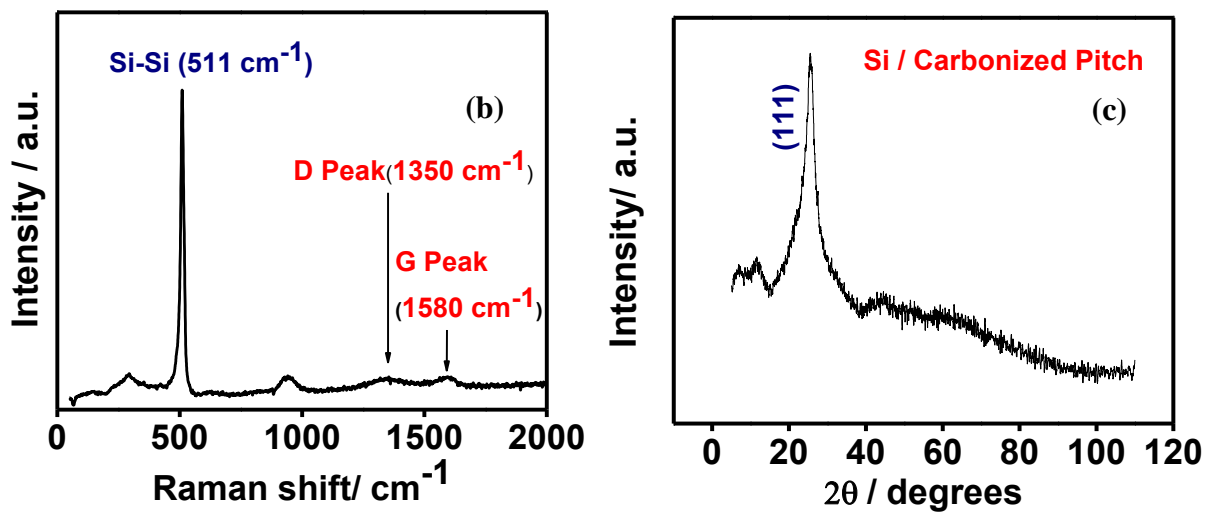 Si-Si (511 cm⁻¹)
(b)
D Peak(1350 cm⁻¹)
G Peak
(1580 cm⁻¹)
Intensity / a.u.
0 500 1000 1500 2000
Raman shift/ cm⁻¹
Si / Carbonized Pitch
(111)
(c)
Intensity/ a.u.
0 20 40 60 80 100 120
2θ / degrees